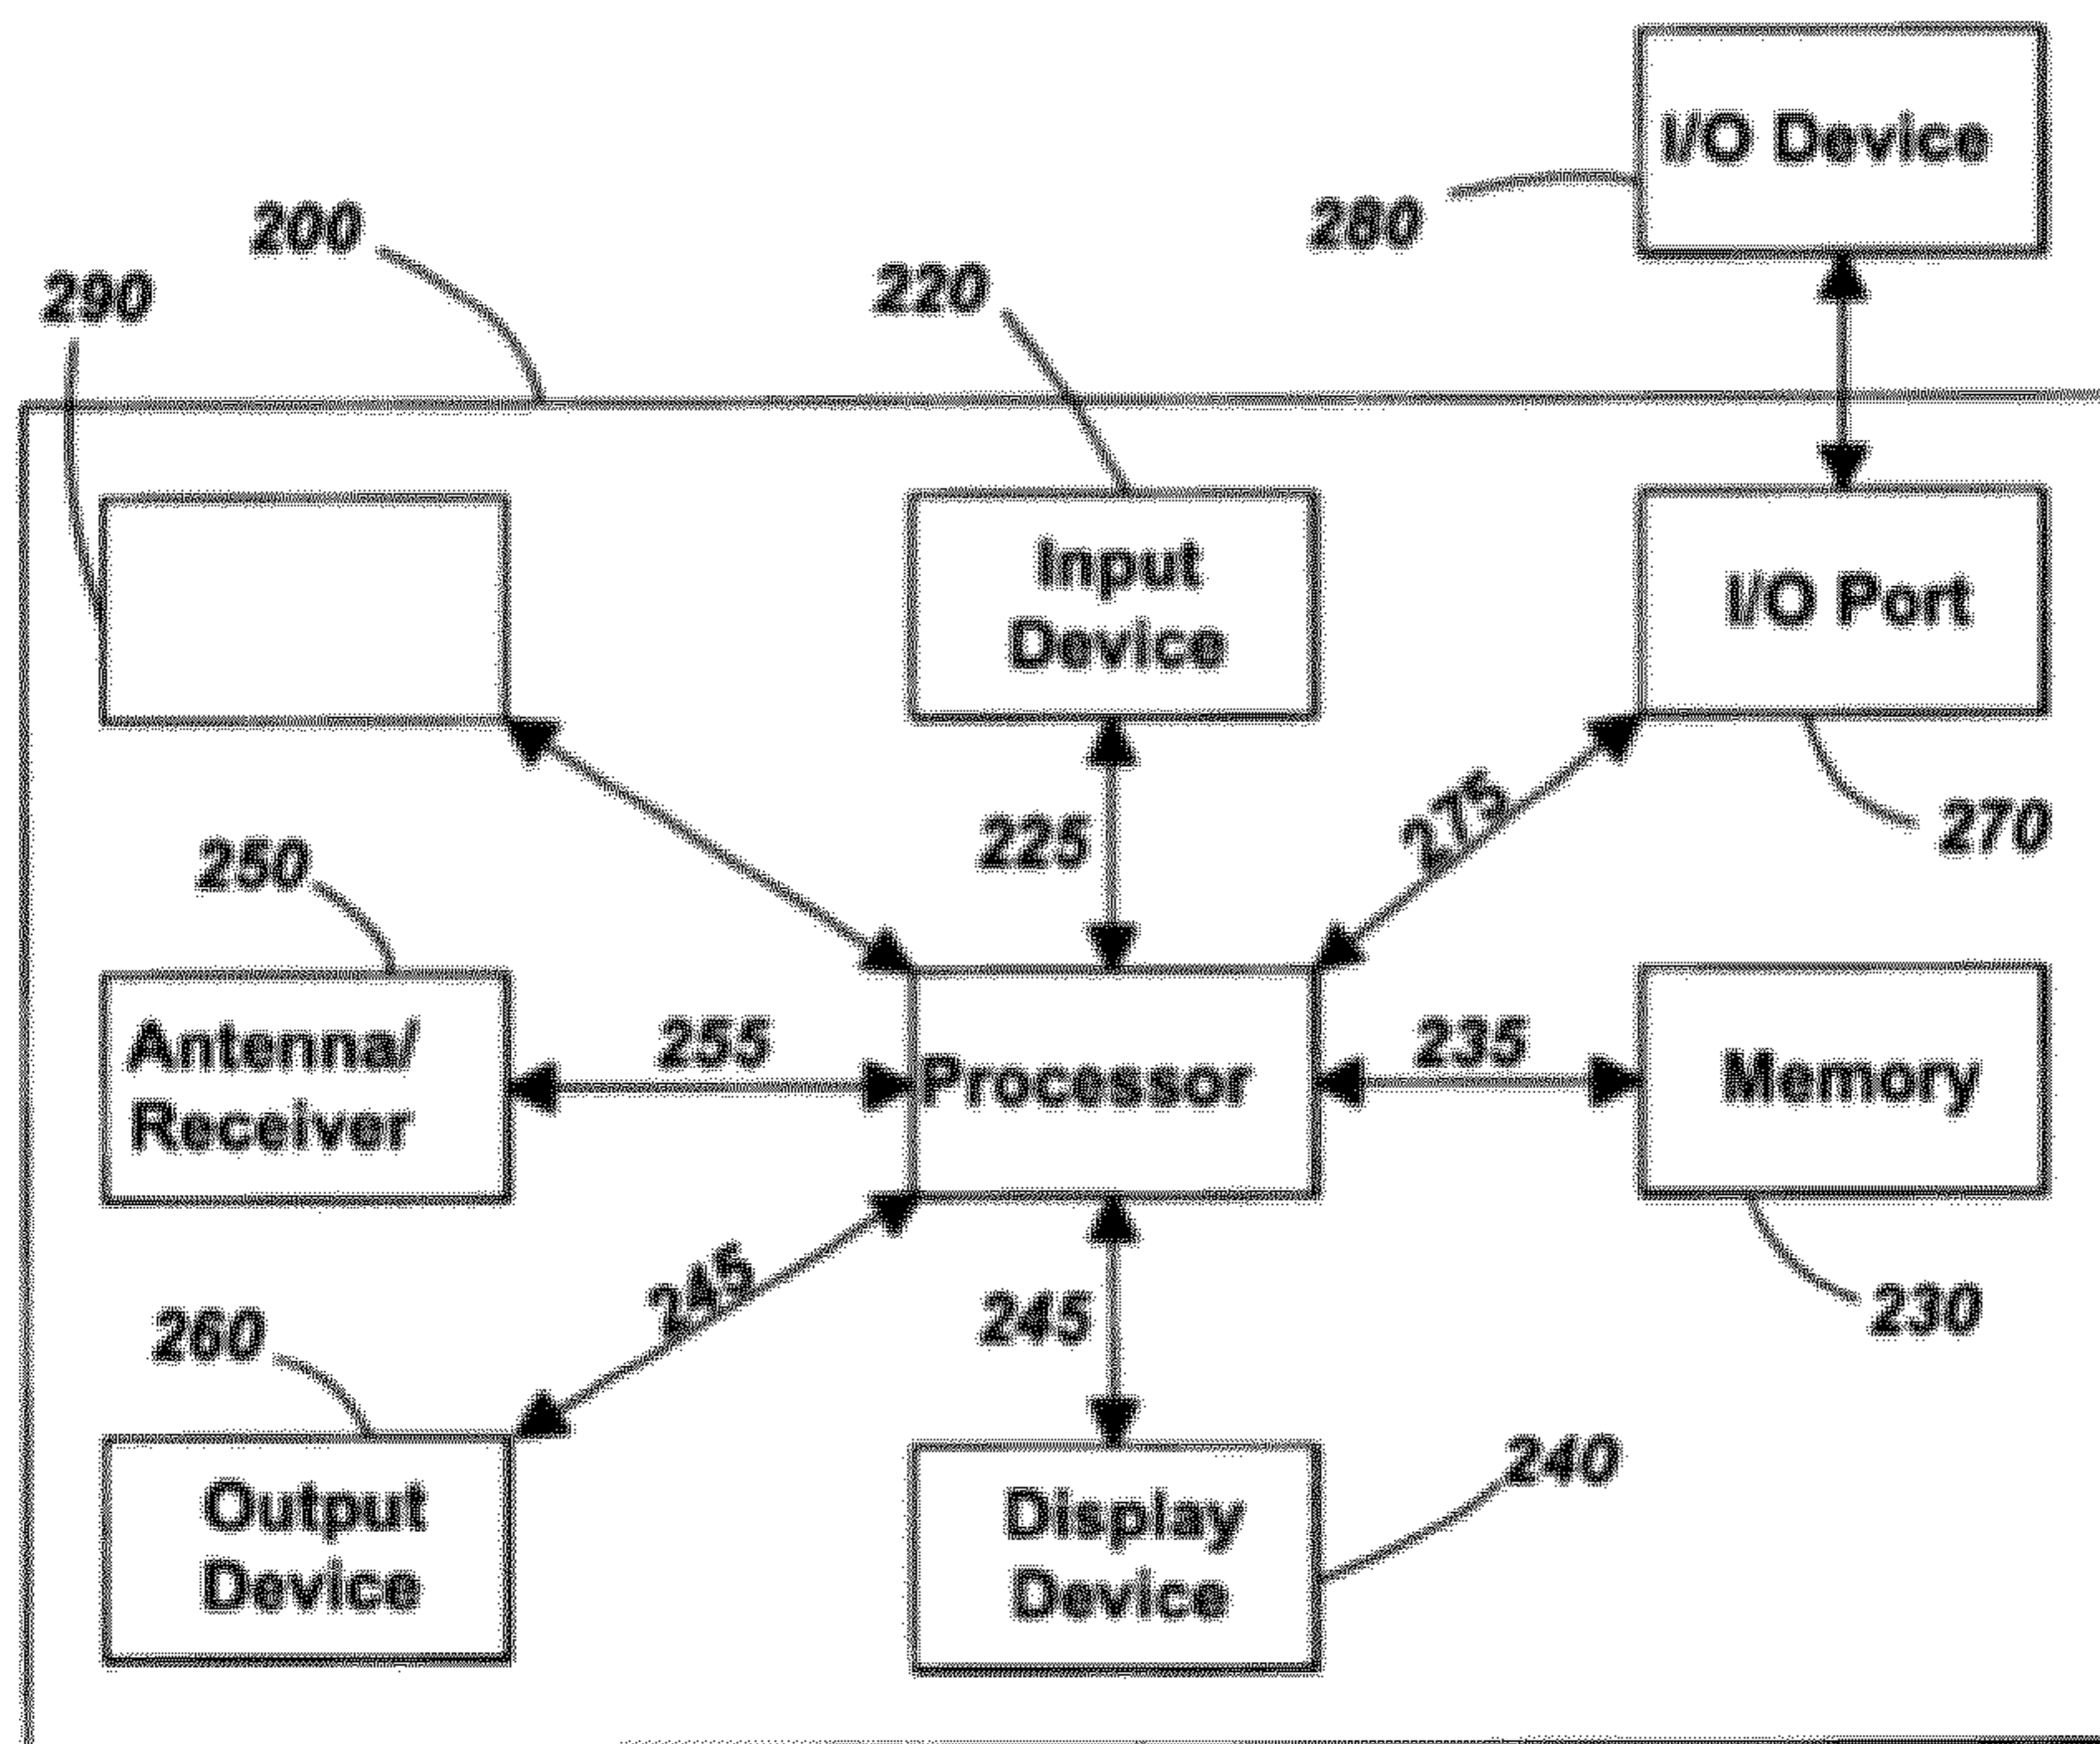 I/O Device
280
200
220
290
Input
Device
I/O Port
225
275
270
250
Antenna/
Receiver
255
Processor
235
Memory
245
245
230
260
240
Output
Device
Display
Device